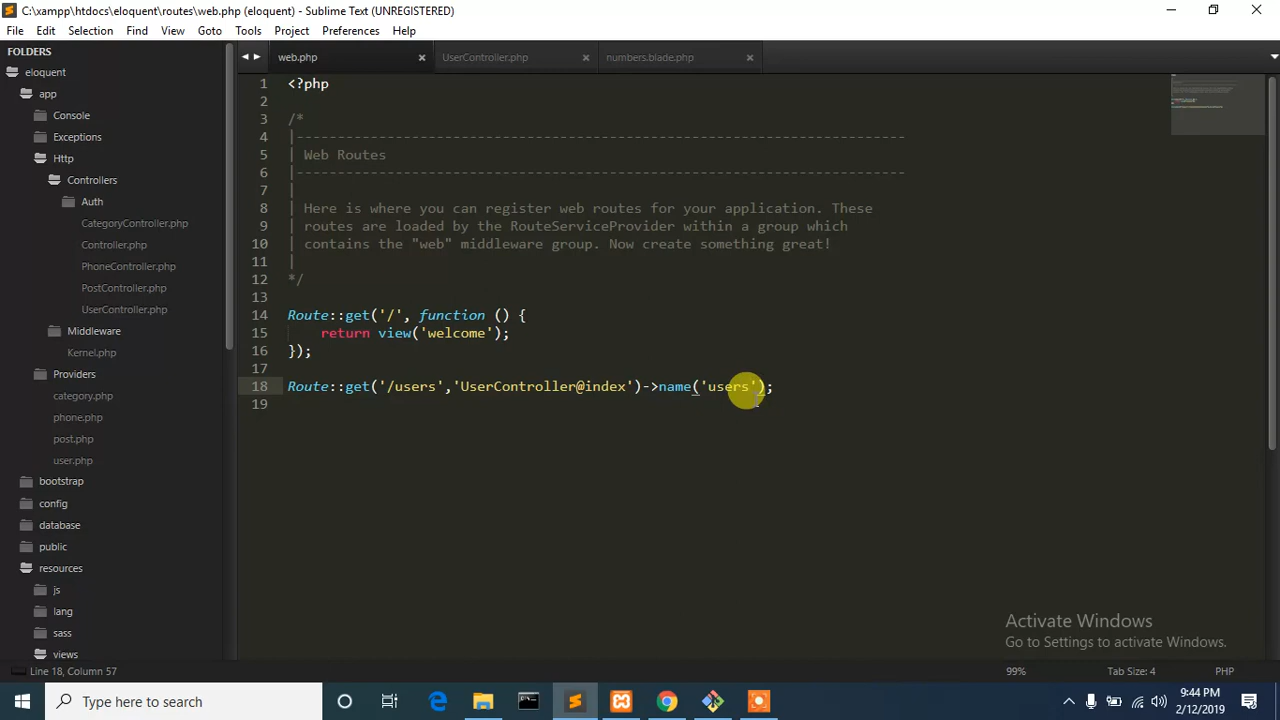 C:\xampp\htdocs\eloquent\routes\web.php (eloquent) - Sublime Text (UNREGISTERED)
File Edit Selection Find View Goto Tools Project Preferences Help
FOLDERS
eloquent
app
Console
Exceptions
Http
Controllers
Auth
CategoryController.php
Controller.php
PhoneController.php
PostController.php
UserController.php
Middleware
Kernel.php
Providers
category.php
phone.php
post.php
user.php
bootstrap
config
database
public
resources
js
lang
sass
views
web.php UserController.php numbers.blade.php
1 <?php
2
3 /*
4 |--------------------------------------------------------------------------
5 | Web Routes
6 |--------------------------------------------------------------------------
7 |
8 | Here is where you can register web routes for your application. These
9 | routes are loaded by the RouteServiceProvider within a group which
10 | contains the "web" middleware group. Now create something great!
11 |
12 */
13
14 Route::get('/', function () {
15 return view('welcome');
16 });
17
18 Route::get('/users','UserController@index')->name('users');
19
Activate Windows
Go to Settings to activate Windows.
Line 18, Column 57 99% Tab Size: 4 PHP
Type here to search
9:44 PM
2/12/2019